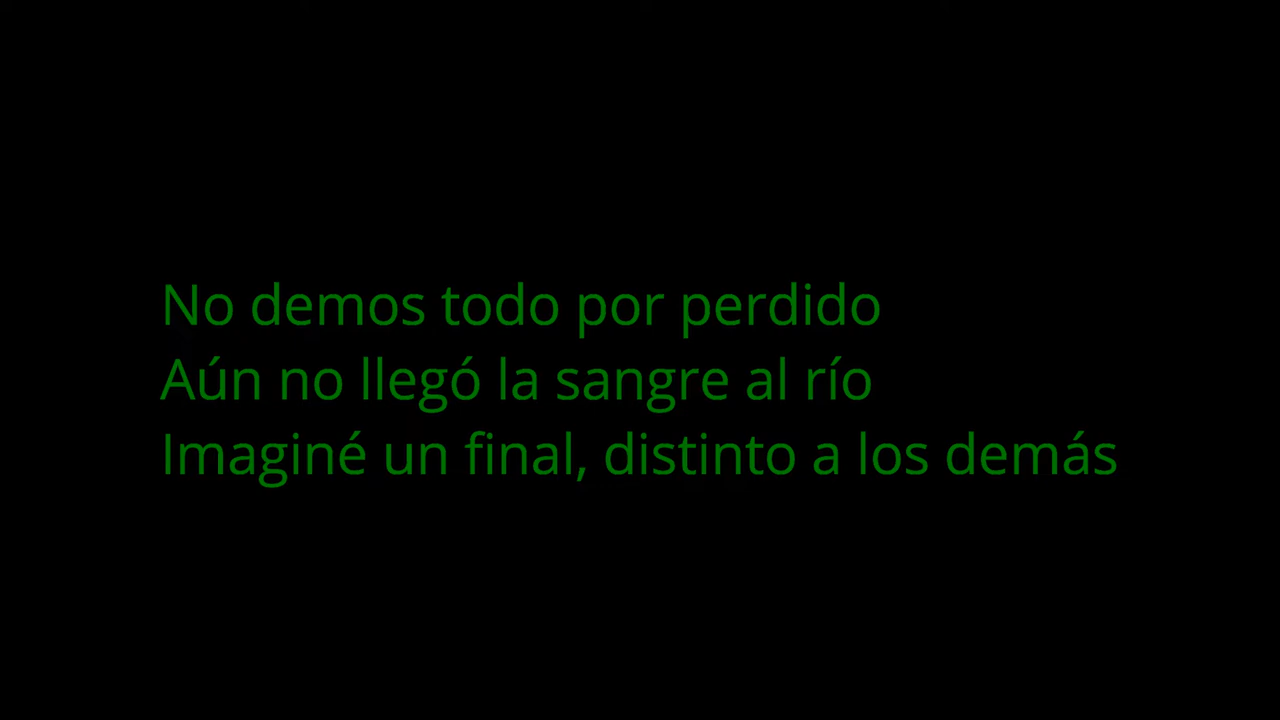 No demos todo por perdido
Aún no llegó la sangre al río
Imaginé un final, distinto a los demás